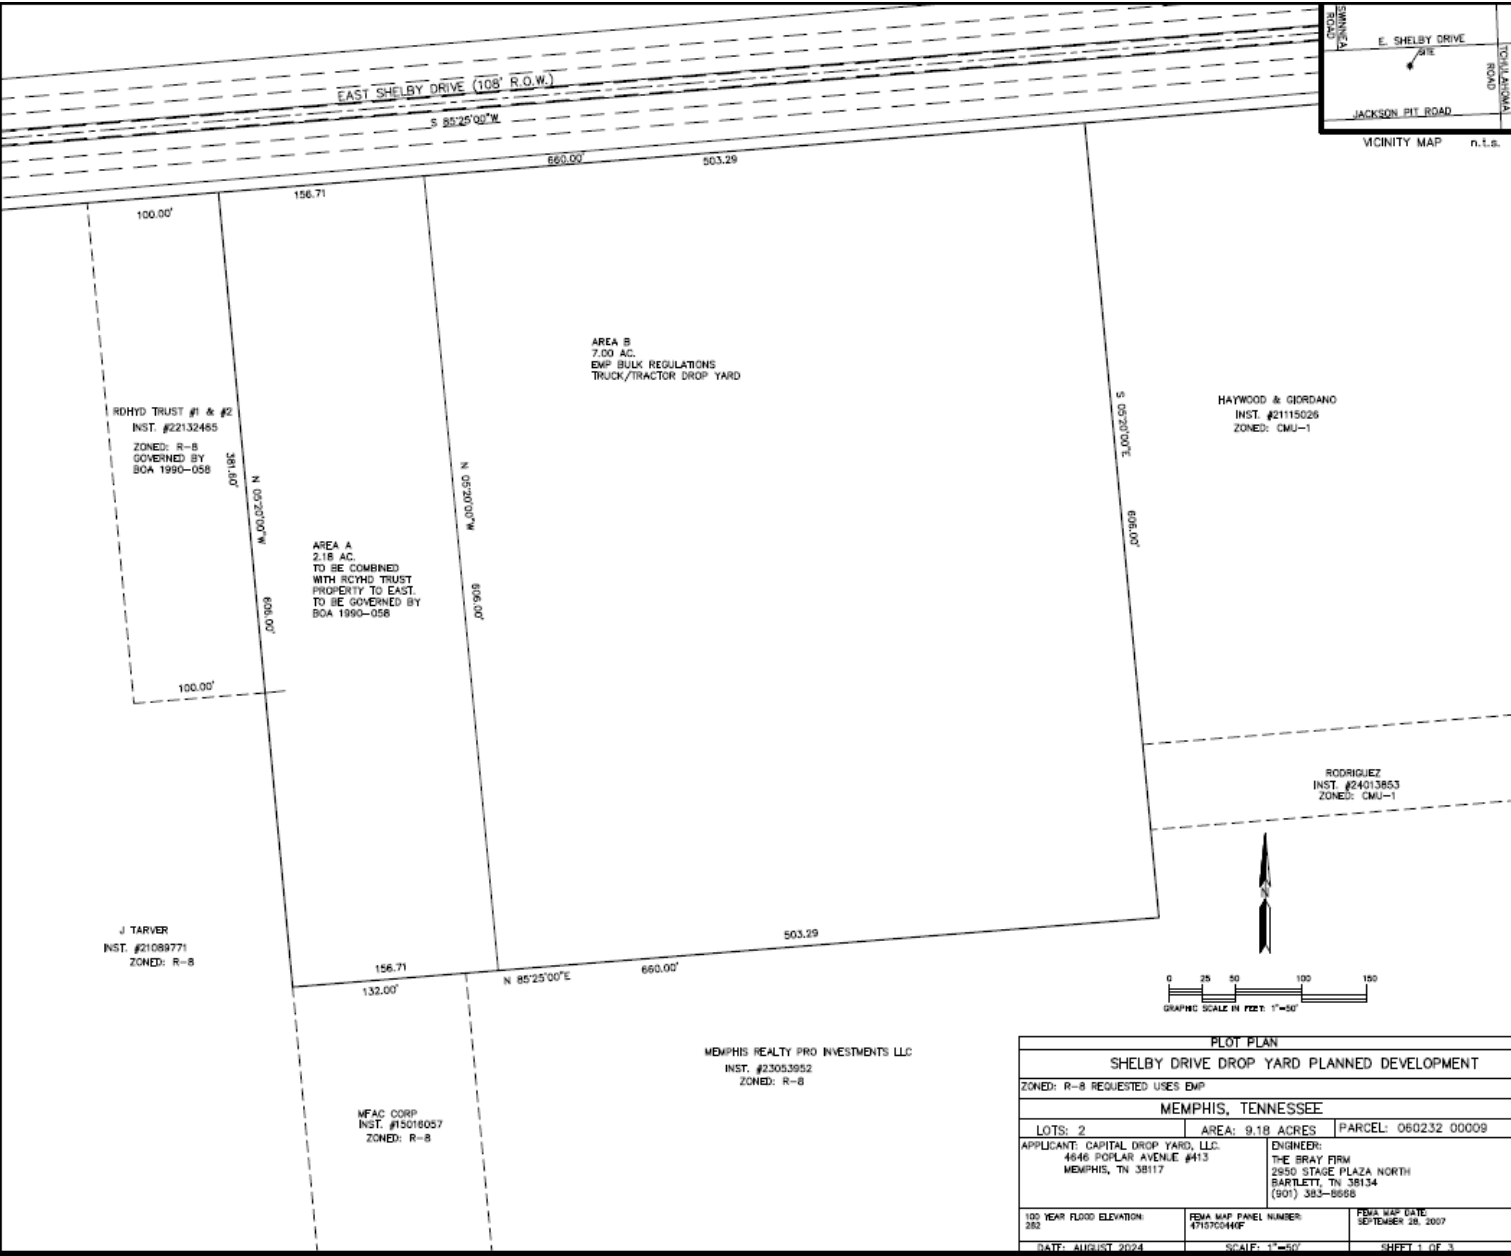 EAST SHELBY DRIVE (108' R.O.W.)
S 85°25'00"W
SWINNEA
ROAD
E. SHELBY DRIVE
SITE
TCHULAHOMA
ROAD
JACKSON PIT ROAD
VICINITY MAP n.t.s.
660.00'
503.29
156.71
100.00'
AREA B
7.00 AC.
EMP BULK REGULATIONS
TRUCK/TRACTOR DROP YARD
RDHYD TRUST #1 & #2
INST. #22132465
ZONED: R-8
GOVERNED BY
BOA 1990-058
381.60'
N 05°20'00"W
606.00'
N 05°20'00"W
606.00'
S 05°20'00"E
606.00'
HAYWOOD & GIORDANO
INST. #21115026
ZONED: CMU-1
AREA A
2.18 AC.
TO BE COMBINED
WITH RCYHD TRUST
PROPERTY TO EAST.
TO BE GOVERNED BY
BOA 1990-058
100.00'
RODRIGUEZ
INST. #24013853
ZONED: CMU-1
N
J TARVER
INST. #21089771
ZONED: R-8
503.29
156.71
132.00'
N 85°25'00"E
660.00'
0 25 50 100 150
GRAPHIC SCALE IN FEET: 1"=50'
MEMPHIS REALTY PRO INVESTMENTS LLC
INST. #23053952
ZONED: R-8
MFAC CORP
INST. #15016057
ZONED: R-8
PLOT PLAN
SHELBY DRIVE DROP YARD PLANNED DEVELOPMENT
ZONED: R-8 REQUESTED USES EMP
MEMPHIS, TENNESSEE
LOTS: 2
AREA: 9.18 ACRES
PARCEL: 060232 00009
APPLICANT: CAPITAL DROP YARD, LLC.
4646 POPLAR AVENUE #413
MEMPHIS, TN 38117
ENGINEER:
THE BRAY FIRM
2950 STAGE PLAZA NORTH
BARTLETT, TN 38134
(901) 383-8668
100 YEAR FLOOD ELEVATION:
282
FEMA MAP PANEL NUMBER:
47157C0440F
FEMA MAP DATE:
SEPTEMBER 28, 2007
DATE: AUGUST 2024
SCALE: 1"=50'
SHEET 1 OF 3